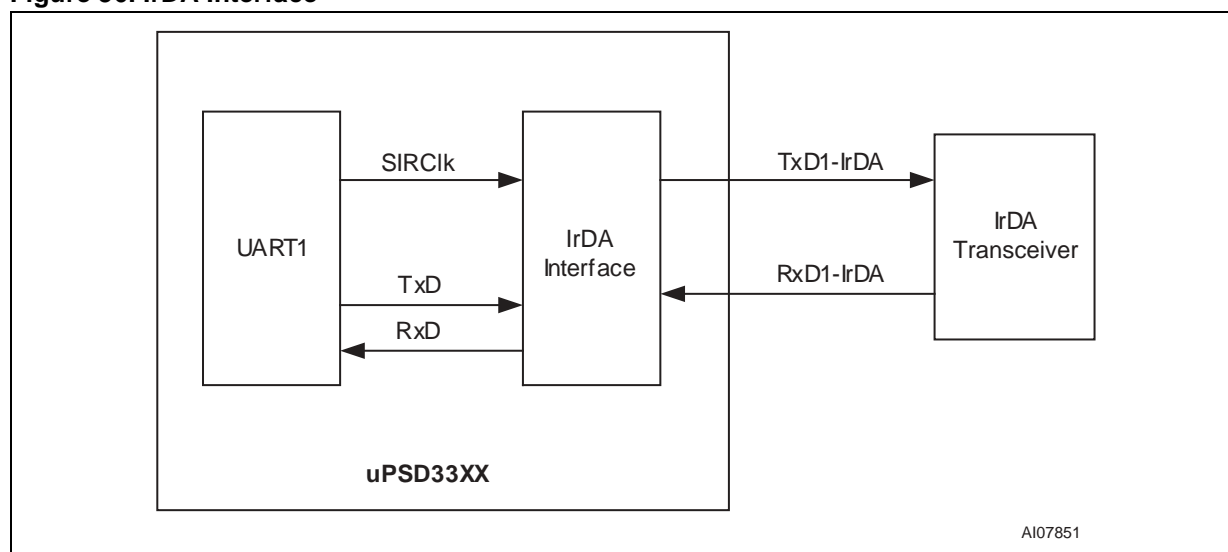 SIRClk
TxD1-IrDA
UART1
IrDA
Interface
IrDA
Transceiver
TxD
RxD1-IrDA
RxD
uPSD33XX
AI07851